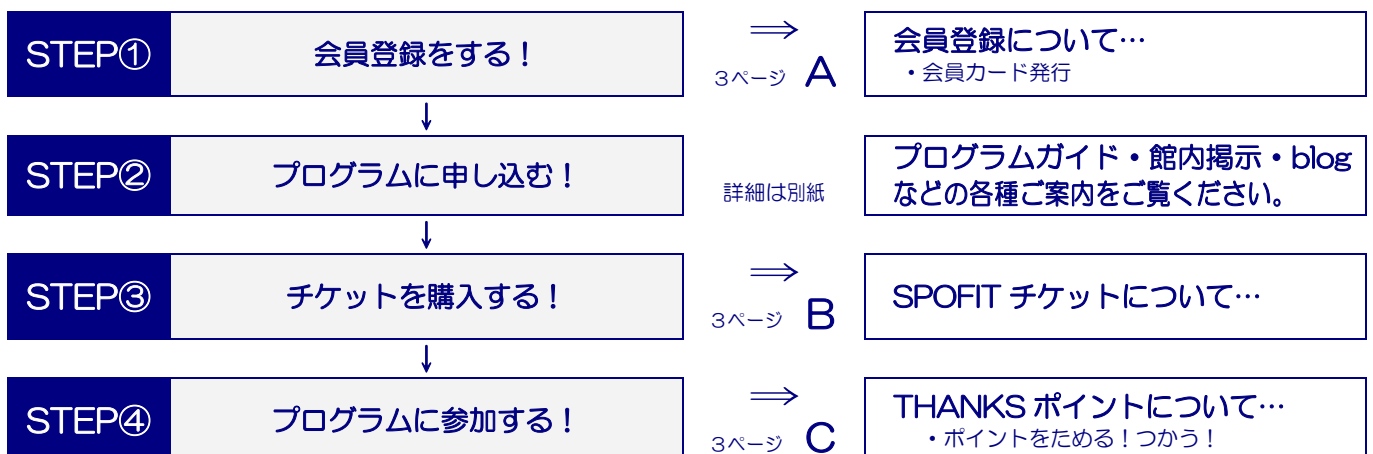 STEP① 会員登録をする！ ⇒ 会員登録について…
3ページ A ・会員カード発行
↓
STEP② プログラムに申し込む！ 詳細は別紙 プログラムガイド・館内掲示・blog
などの各種ご案内をご覧ください。
↓
STEP③ チケットを購入する！ ⇒ SPOFIT チケットについて…
3ページ B
↓
STEP④ プログラムに参加する！ ⇒ THANKS ポイントについて…
3ページ C ・ポイントをためる！つかう！